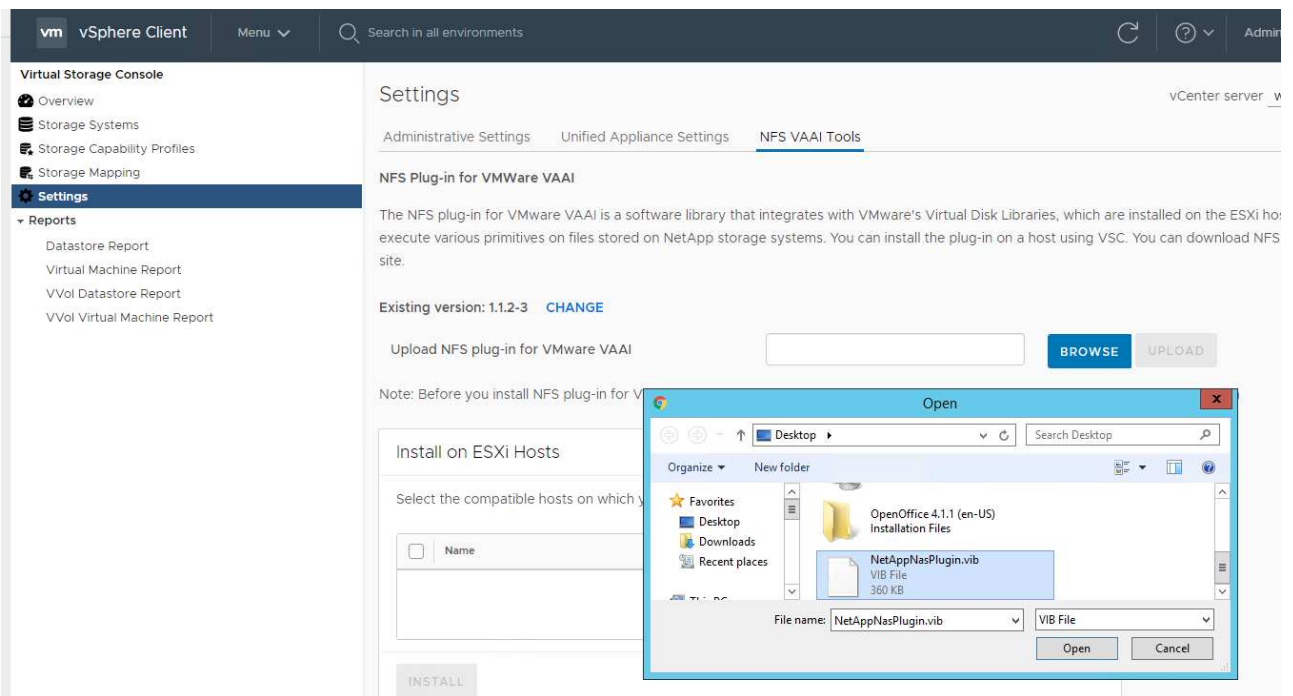 vm vSphere Client Menu Search in all environments
Virtual Storage Console
Overview
Storage Systems
Storage Capability Profiles
Storage Mapping
Settings
Reports
Datastore Report
Virtual Machine Report
VVol Datastore Report
VVol Virtual Machine Report
Settings
vCenter server
Administrative Settings Unified Appliance Settings NFS VAAI Tools
NFS Plug-in for VMWare VAAI
The NFS plug-in for VMware VAAI is a software library that integrates with VMware's Virtual Disk Libraries, which are installed on the ESXi
execute various primitives on files stored on NetApp storage systems. You can install the plug-in on a host using VSC. You can download NFS
site.
Existing version: 1.1.2-3 CHANGE
Upload NFS plug-in for VMware VAAI BROWSE UPLOAD
Note: Before you install NFS plug-in for
Install on ESXi Hosts
Select the compatible hosts on which
Name
INSTALL
Open x
Desktop Search Desktop
Organize New folder
Favorites
Desktop
Downloads
Recent places
OpenOffice 4.1.1 (en-US)
Installation Files
NetAppNasPlugin.vib
VIB File
360 KB
File name: NetAppNasPlugin.vib VIB File
Open Cancel